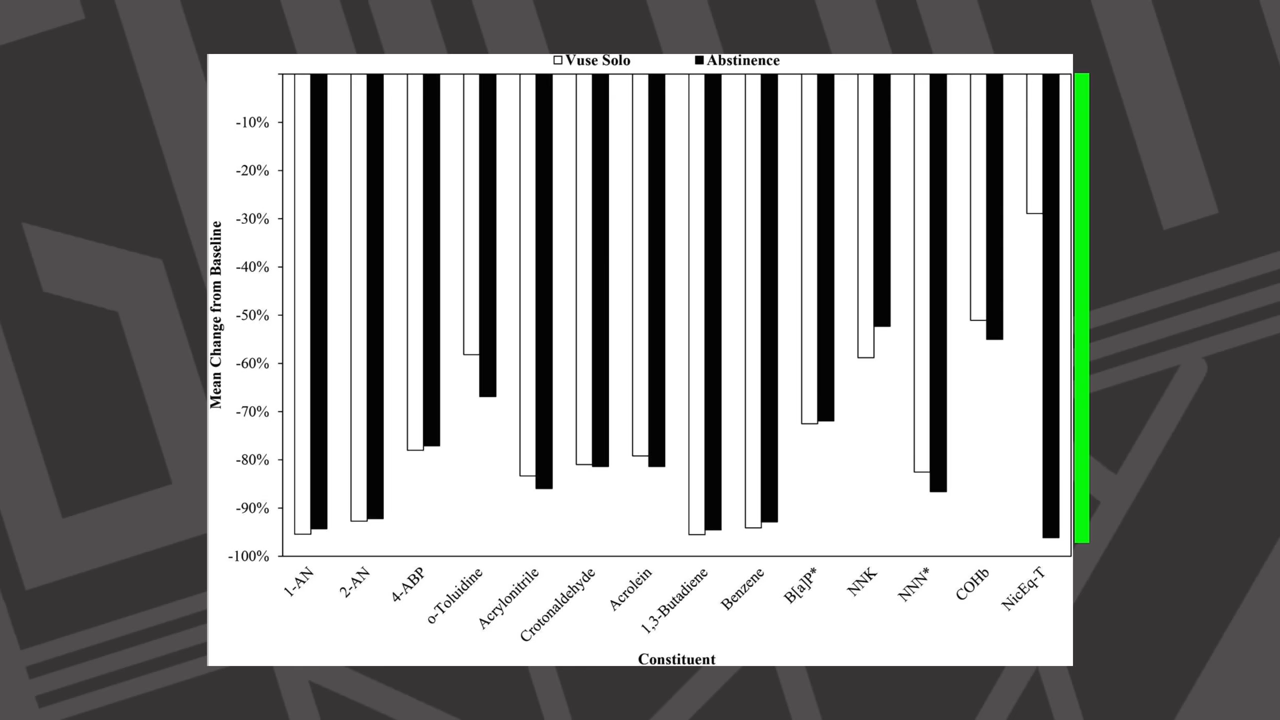 Vuse Solo
Abstinence
-10%
-20%
-30%
-40%
-50%
-60%
-70%
-80%
-90%
-100%
Mean Change from Baseline
1-AN
2-AN
4-ABP
o-Toluidine
Acrylonitrile
Crotonaldehyde
Acrolein
1,3-Butadiene
Benzene
B[a]P*
NNK
NNN*
COHb
NicEq-T
Constituent